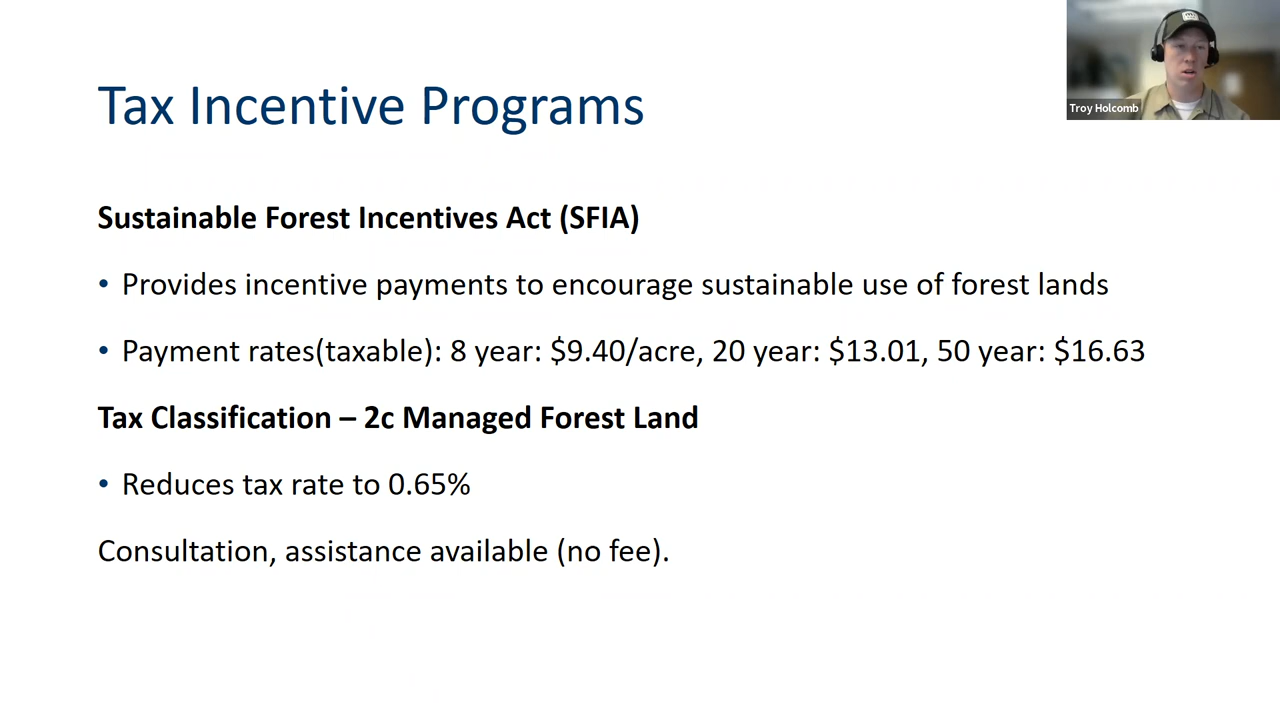 Tax Incentive Programs
Troy Holcomb
Sustainable Forest Incentives Act (SFIA)
• Provides incentive payments to encourage sustainable use of forest lands
• Payment rates(taxable): 8 year: $9.40/acre, 20 year: $13.01, 50 year: $16.63
Tax Classification – 2c Managed Forest Land
• Reduces tax rate to 0.65%
Consultation, assistance available (no fee).